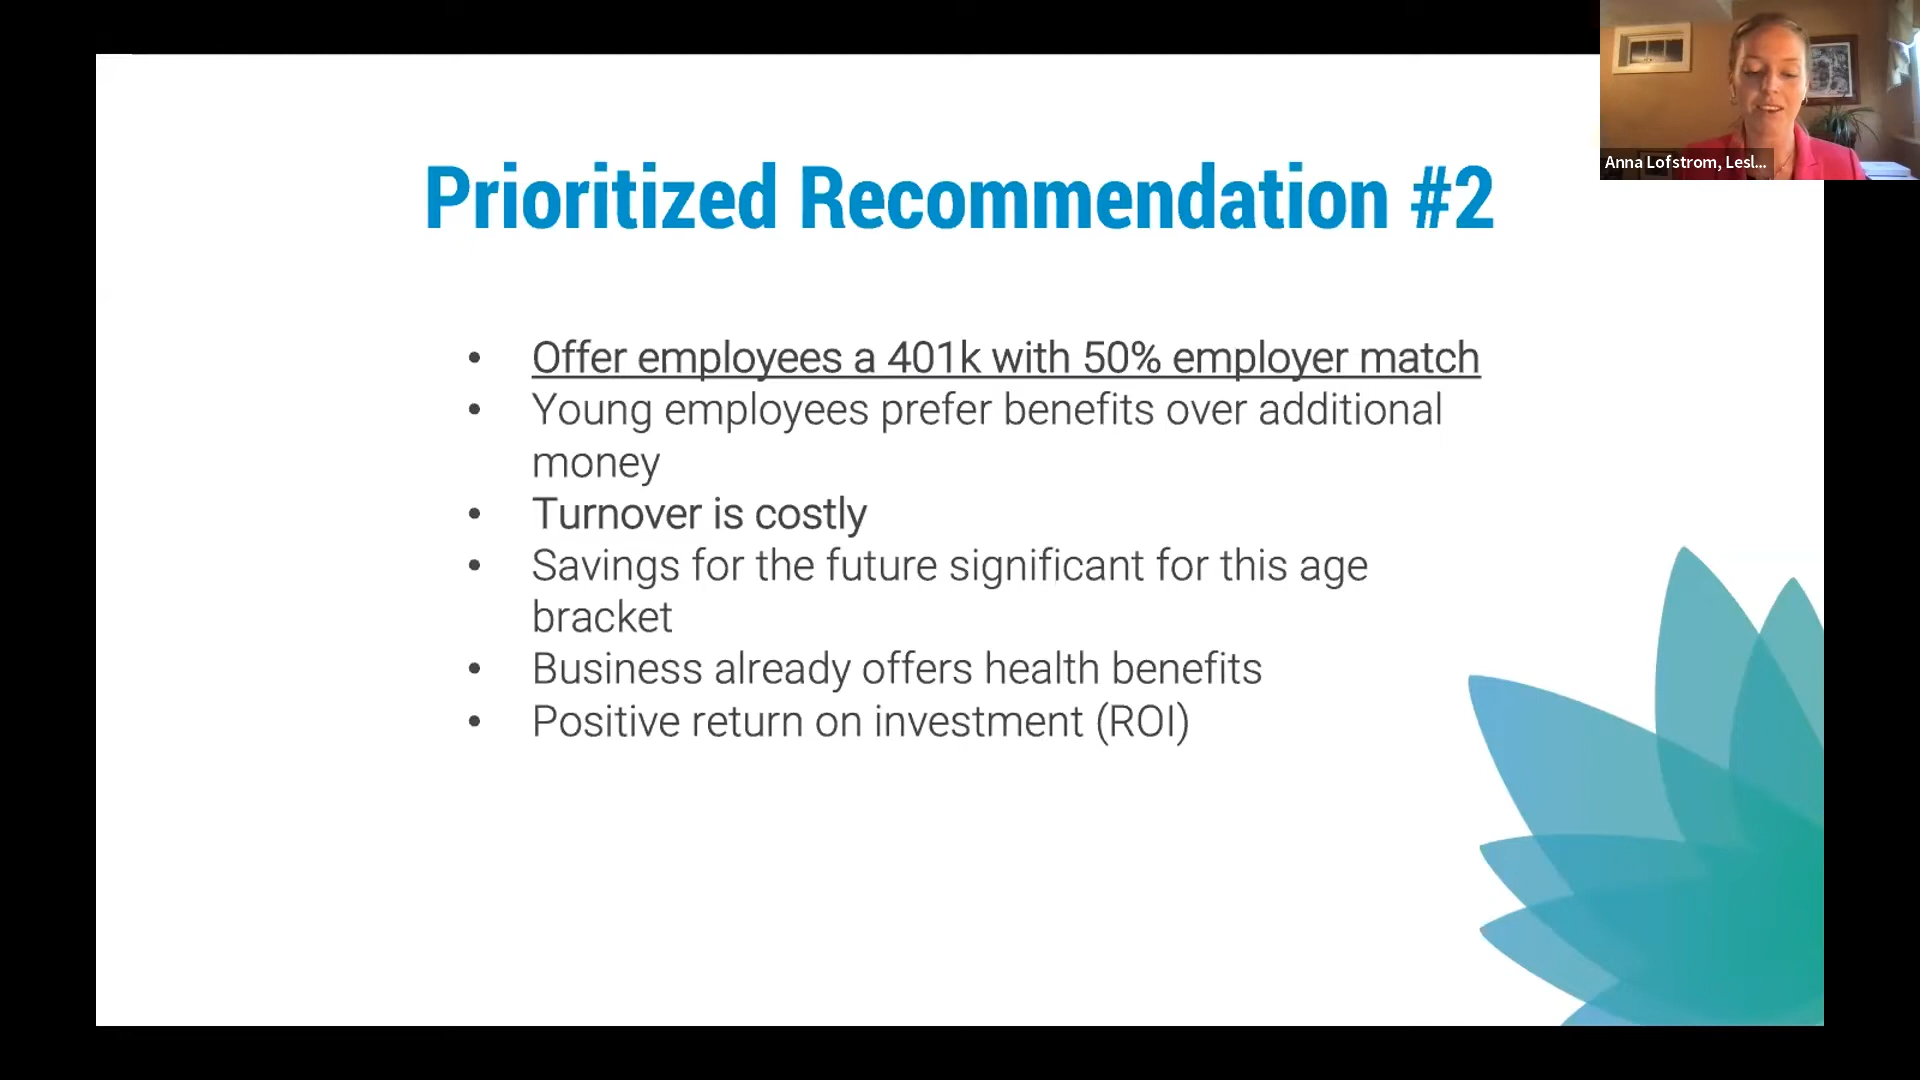 Anna Lofstrom, Lesl...
Prioritized Recommendation #2
• Offer employees a 401k with 50% employer match
• Young employees prefer benefits over additional
money
• Turnover is costly
• Savings for the future significant for this age
bracket
• Business already offers health benefits
• Positive return on investment (ROI)